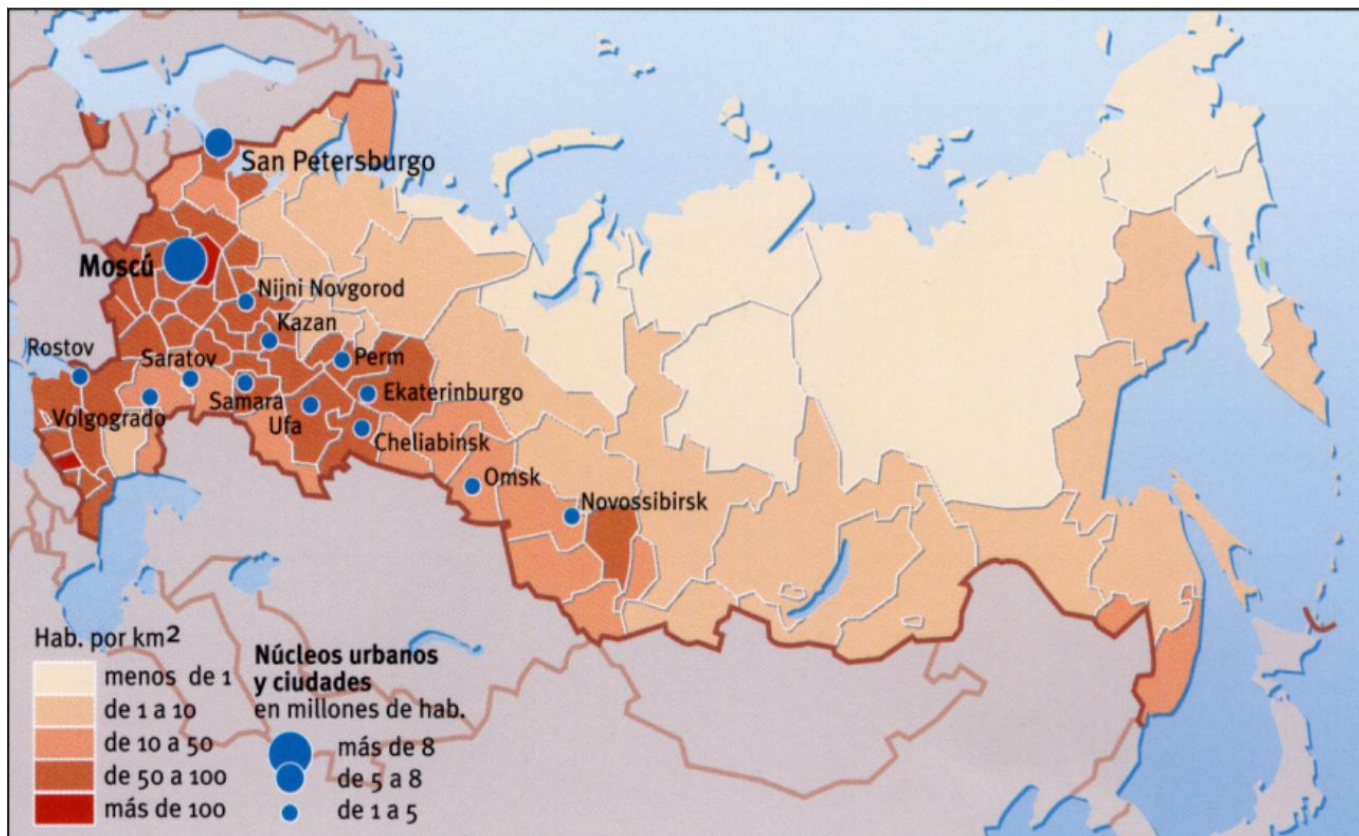 San Petersburgo
Moscú
Nijni Novgorod
Kazan
Rostov
Saratov
Perm
Ekaterinburgo
Volgogrado
Samara
Ufa
Cheliabinsk
Omsk
Novossibirsk
Hab. por km²
menos de 1
de 1 a 10
de 10 a 50
de 50 a 100
más de 100
Núcleos urbanos
y ciudades
en millones de hab.
más de 8
de 5 a 8
de 1 a 5